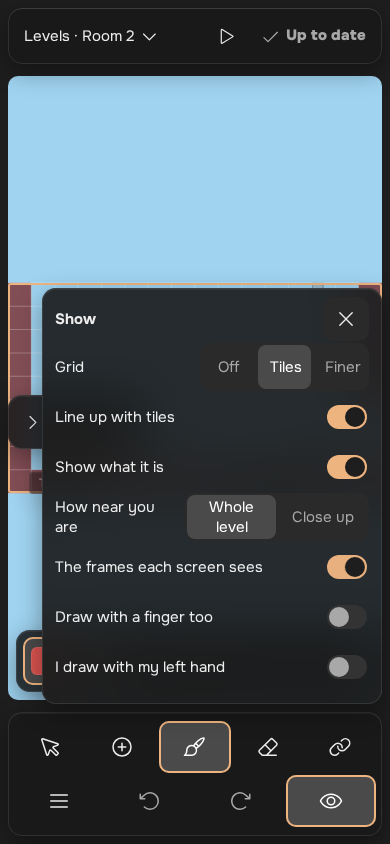 Levels · Room 2
Up to date
Show
Grid
Off
Tiles
Finer
Line up with tiles
Show what it is
How near you
are
Whole
level
Close up
The frames each screen sees
Draw with a finger too
I draw with my left hand